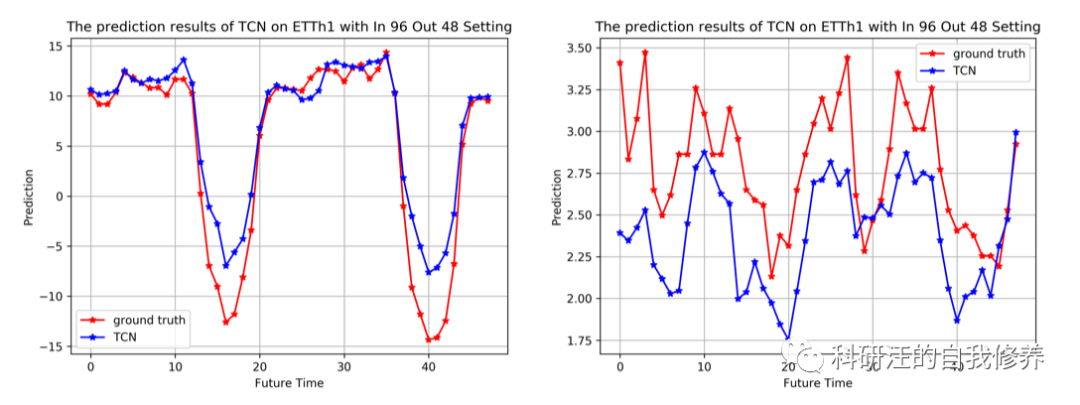 The prediction results of TCN on ETTh1 with In 96 Out 48 Setting
15
10
5
0
−5
−10
−15
Prediction
ground truth
TCN
0
10
20
30
40
Future Time
The prediction results of TCN on ETTh1 with In 96 Out 48 Setting
3.50
3.25
3.00
2.75
2.50
2.25
2.00
1.75
Prediction
ground truth
TCN
0
10
20
30
40
Future Time
科研汪的自我修养